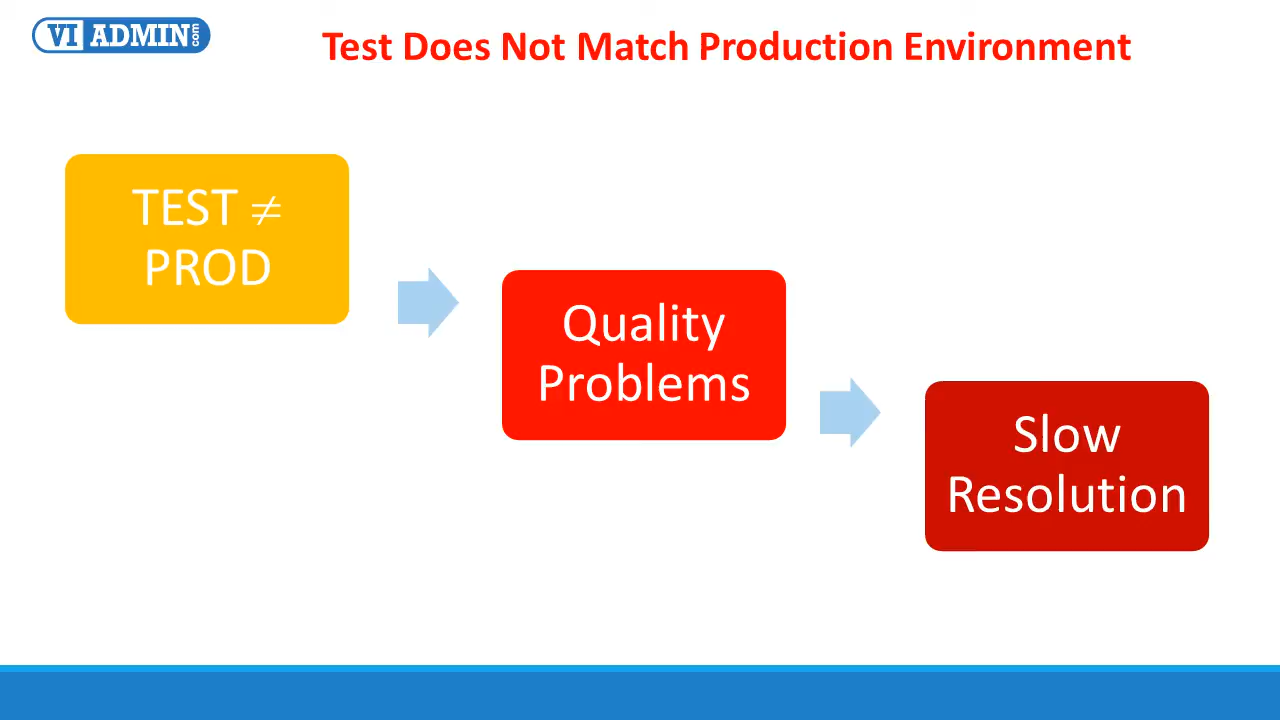 VI ADMIN.com
Test Does Not Match Production Environment
TEST ≠
PROD
Quality
Problems
Slow
Resolution